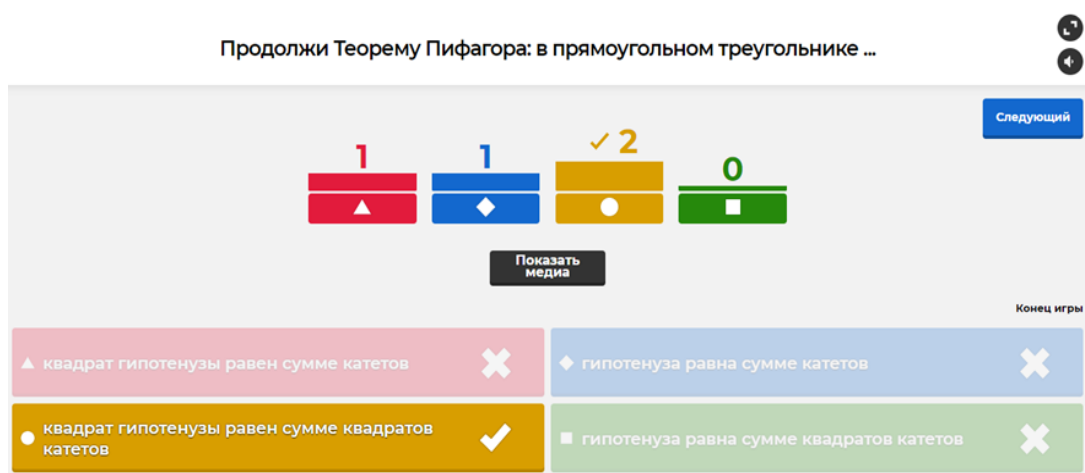 Продолжи Теорему Пифагора: в прямоугольном треугольнике ...
Следующий
1
1
2
0
Показать
медиа
Конец игры
квадрат гипотенузы равен сумме катетов
гипотенуза равна сумме катетов
квадрат гипотенузы равен сумме квадратов
катетов
гипотенуза равна сумме квадратов катетов